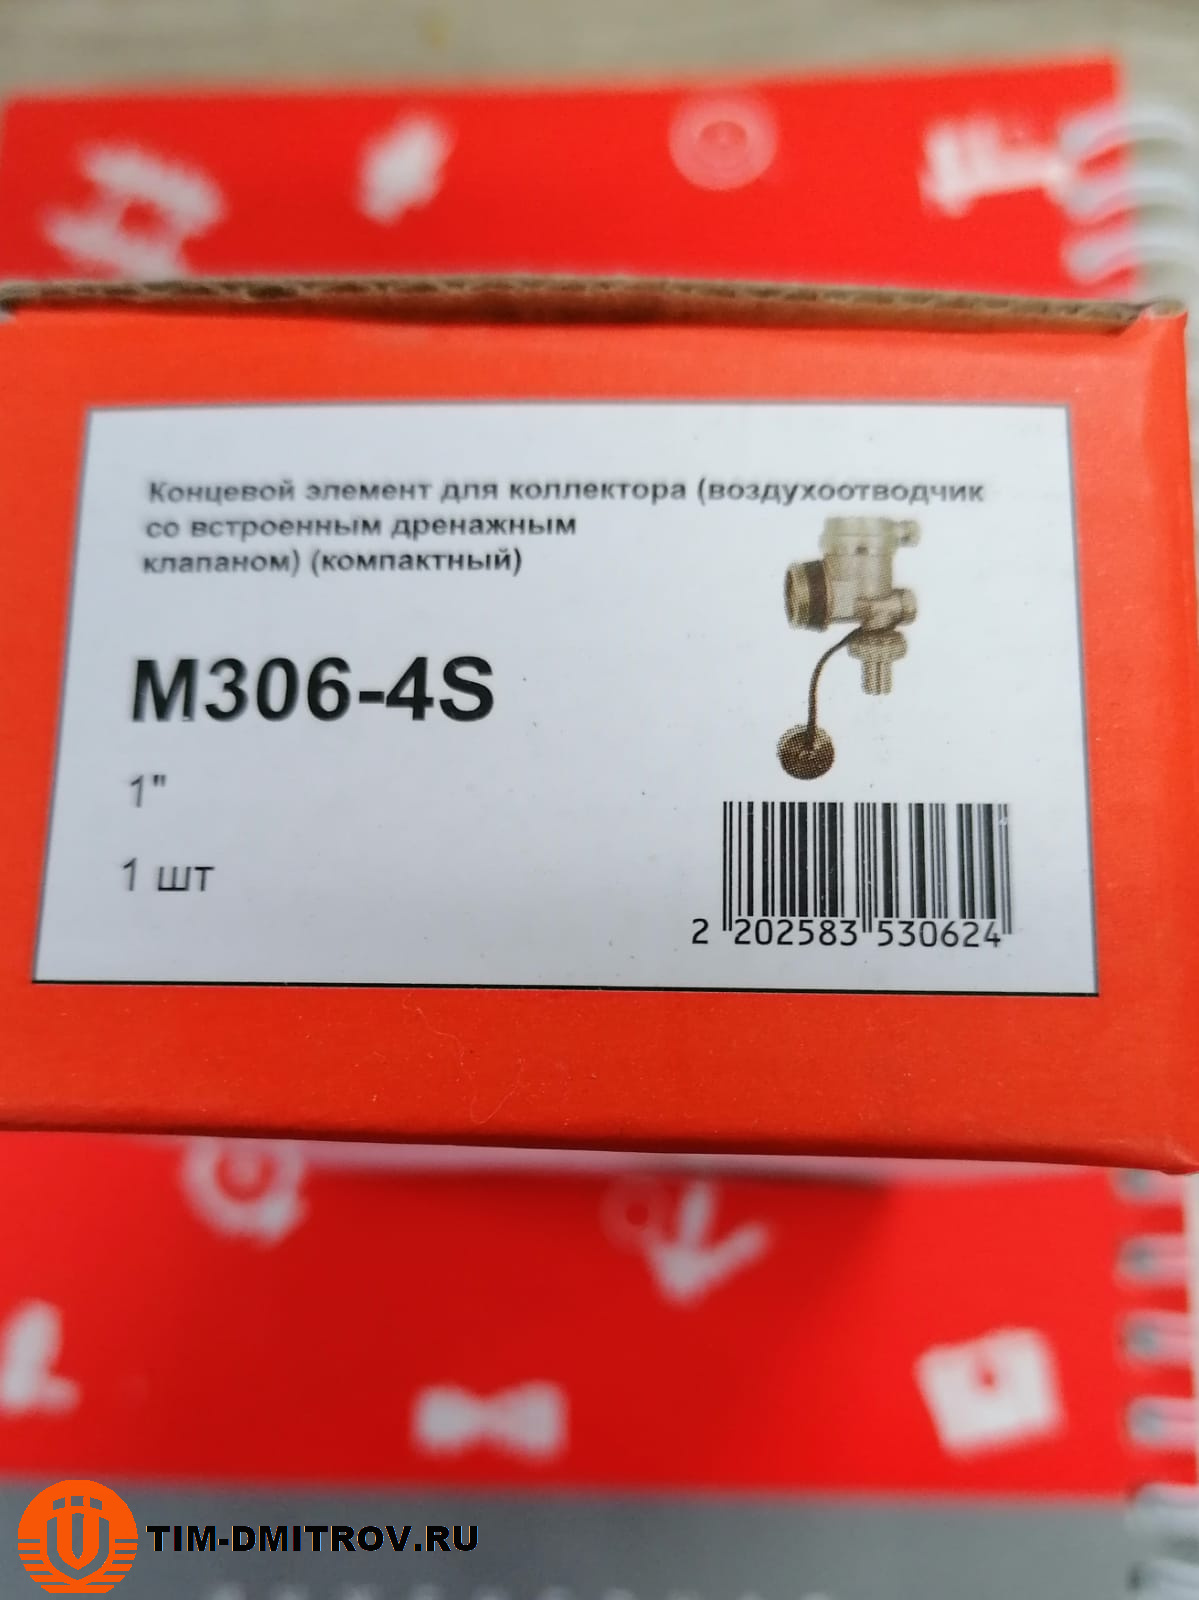 Концевой элемент для коллектора (воздухоотводчик
со встроенным дренажным
клапаном) (компактный)
M306-4S
1"
1 шт
2 202583 530624
TIM-DMITROV.RU